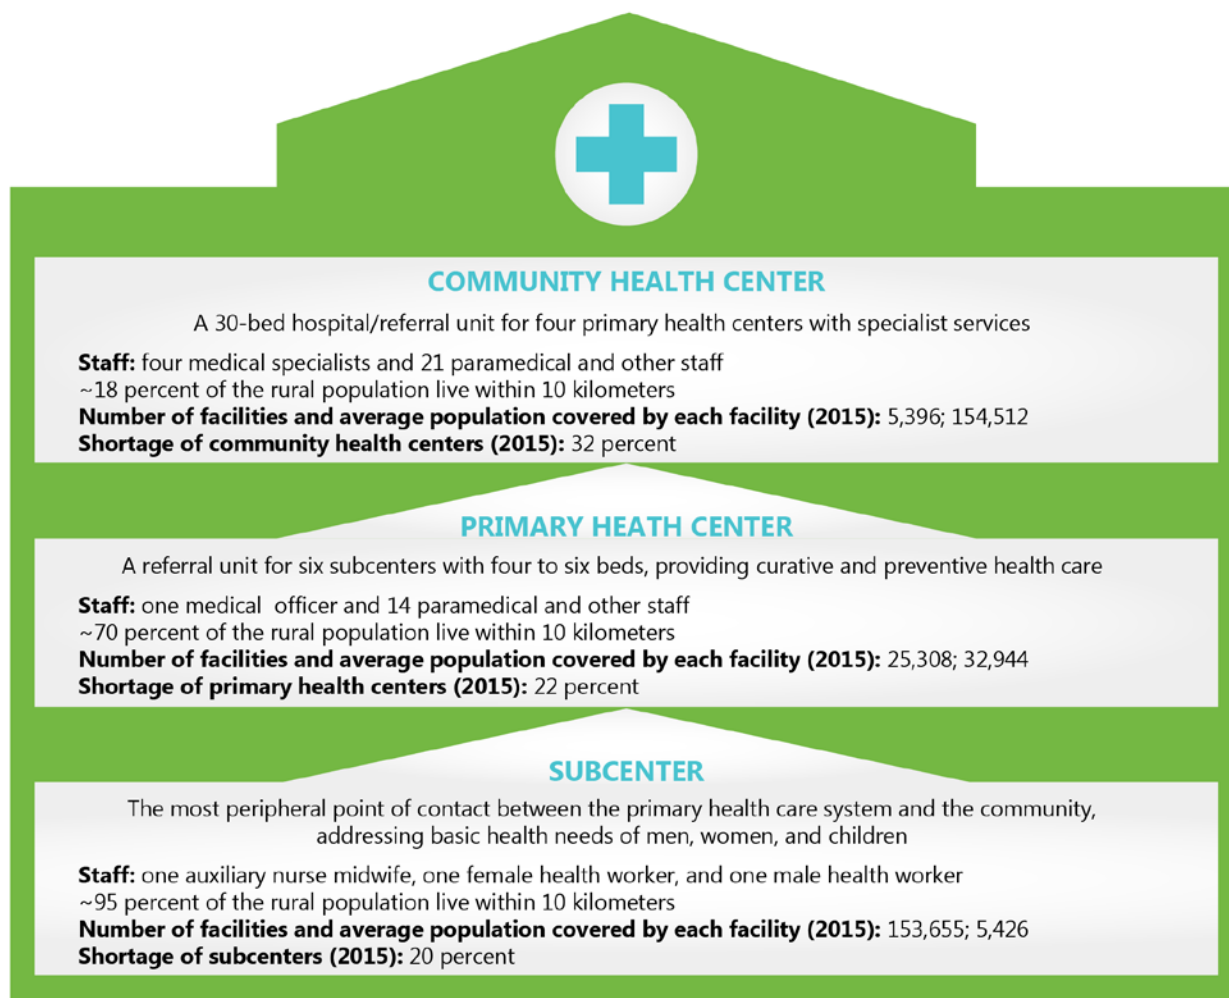 COMMUNITY HEALTH CENTER
A 30-bed hospital/referral unit for four primary health centers with specialist services
Staff: four medical specialists and 21 paramedical and other staff
~18 percent of the rural population live within 10 kilometers
Number of facilities and average population covered by each facility (2015): 5,396; 154,512
Shortage of community health centers (2015): 32 percent
PRIMARY HEATH CENTER
A referral unit for six subcenters with four to six beds, providing curative and preventive health care
Staff: one medical officer and 14 paramedical and other staff
~70 percent of the rural population live within 10 kilometers
Number of facilities and average population covered by each facility (2015): 25,308; 32,944
Shortage of primary health centers (2015): 22 percent
SUBCENTER
The most peripheral point of contact between the primary health care system and the community,
addressing basic health needs of men, women, and children
Staff: one auxiliary nurse midwife, one female health worker, and one male health worker
~95 percent of the rural population live within 10 kilometers
Number of facilities and average population covered by each facility (2015): 153,655; 5,426
Shortage of subcenters (2015): 20 percent